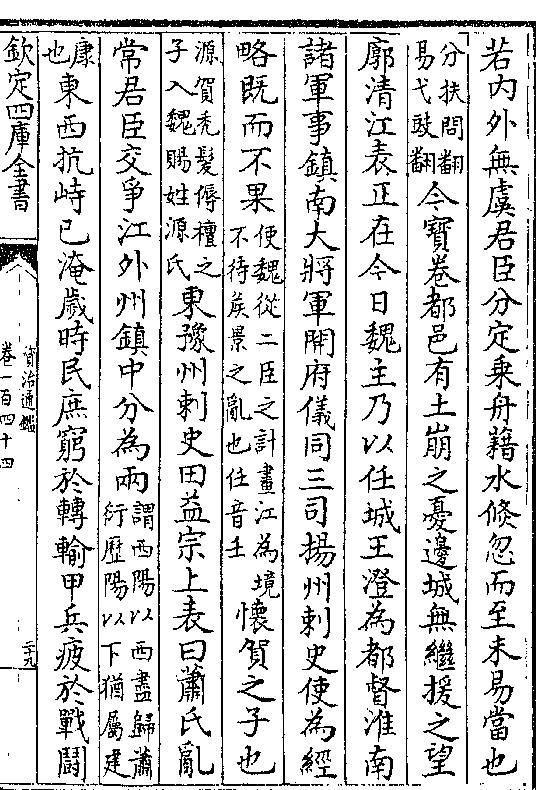 若内外無虞君臣分定乗舟藉水倐忽而至未易當也
分扶問翻
易弋豉翻
今寶卷都邑有土崩之憂邊城無繼援之望
廓清江表正在今日魏主乃以任城王澄為都督淮南
諸軍事鎮南大將軍開府儀同三司揚州刺史使為經
略既而不果
便魏從二臣之計畫江為境
不待侯景之亂也任音壬
懷賀之子也
源賀禿髮傉檀之
子入魏賜姓源氏
東豫州刺史田益宗上表曰蕭氏亂
常君臣交爭江外州鎮中分為兩
謂西陽以西盡歸蕭
衍歷陽以下猶屬建
康
也
東西抗峙已淹歲時民庶窮於轉輸甲兵疲於戰鬭
欽定四庫全書
資治通鑑
卷一百四十四
二十九